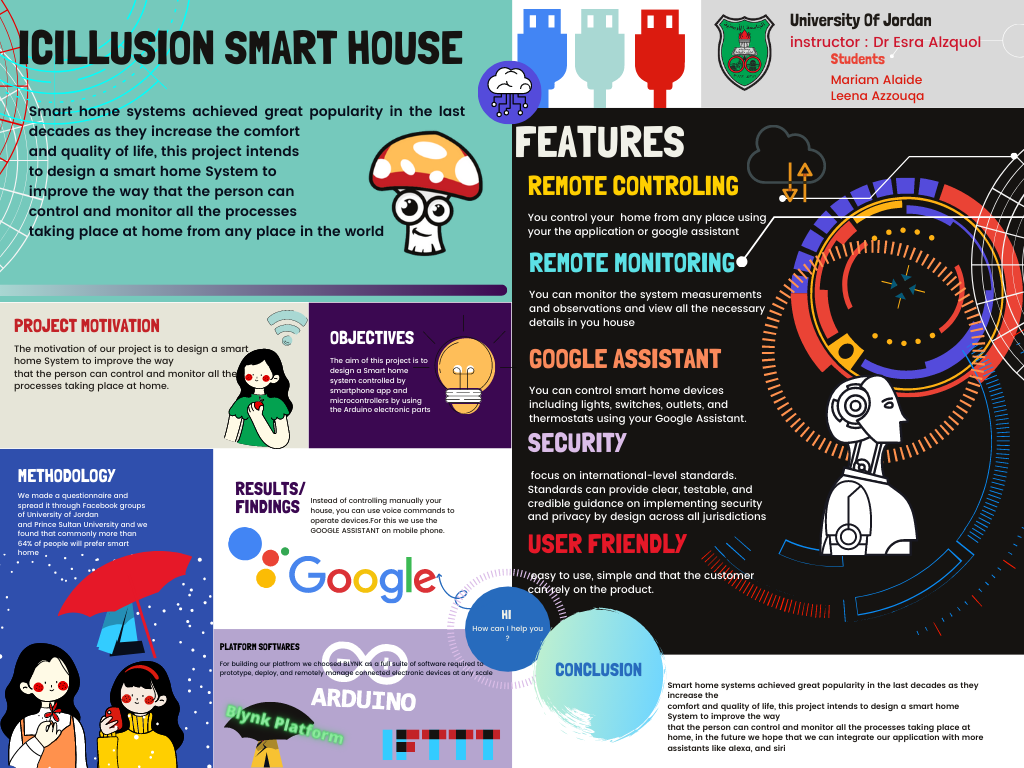 ICILLUSION SMART HOUSE
Smart home systems achieved great popularity in the last
decades as they increase the comfort
and quality of life, this project intends
to design a smart home System to
improve the way that the person can
control and monitor all the processes
taking place at home from any place in the world
University Of Jordan
instructor : Dr Esra Alzquol
Students
Mariam Alaide
Leena Azzouqa
PROJECT MOTIVATION
The motivation of our project is to design a smart
home System to improve the way
that the person can control and monitor all the
processes taking place at home.
OBJECTIVES
The aim of this project is to
design a Smart home
system controlled by
smartphone app and
microcontrollers by using
the Arduino electronic parts
METHODOLOGY
We made a questionnaire and
spread it through Facebook groups
of University of Jordan
and Prince Sultan University and we
found that commonly more than
64% of people will prefer smart
home
RESULTS/
FINDINGS
Instead of controlling manually your
house, you can use voice commands to
operate devices.For this we use the
GOOGLE ASSISTANT on mobile phone.
Google
PLATFORM SOFTWARES
For building our platfrom we choosed BLYNK as a full suite of software required to
prototype, deploy, and remotely manage connected electronic devices at any scale
ARDUINO
Blynk Platform
IFTTT
FEATURES
REMOTE CONTROLING
You control your  home from any place using
your the application or google assistant
REMOTE MONITORING
You can monitor the system measurements
and observations and view all the necessary
details in you house
GOOGLE ASSISTANT
You can control smart home devices
including lights, switches, outlets, and
thermostats using your Google Assistant.
SECURITY
focus on international-level standards.
Standards can provide clear, testable, and
credible guidance on implementing security
and privacy by design across all jurisdictions
USER FRIENDLY
easy to use, simple and that the customer
can rely on the product.
HI
How can I help you
?
CONCLUSION
Smart home systems achieved great popularity in the last decades as they
increase the
comfort and quality of life, this project intends to design a smart home
System to improve the way
that the person can control and monitor all the processes taking place at
home, in the future we hope that we can integrate our application with more
assistants like alexa, and siri